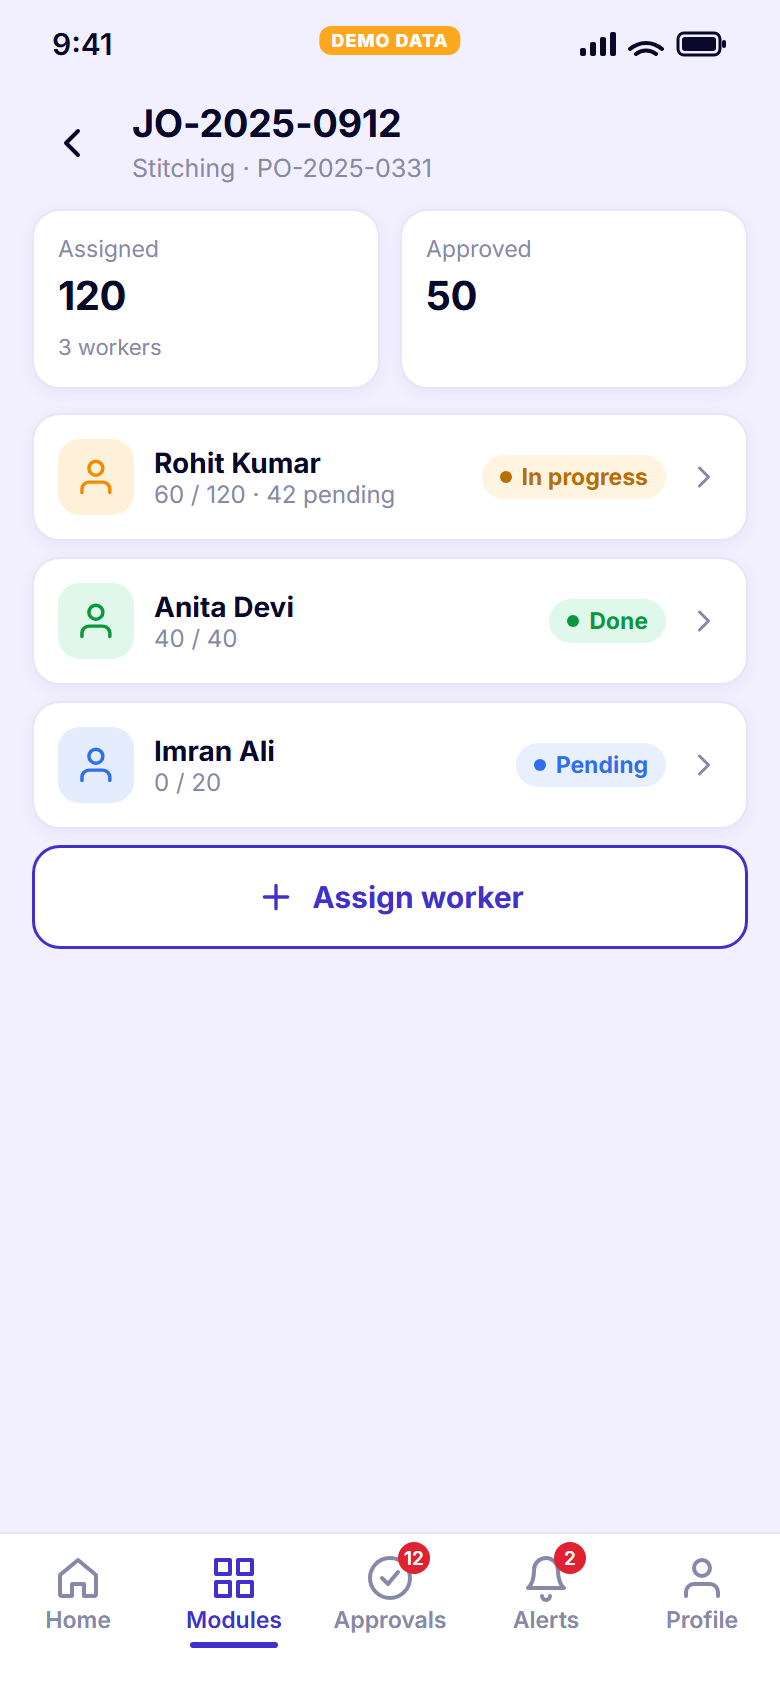 9:41
DEMO DATA
JO-2025-0912
Stitching · PO-2025-0331
Assigned
120
3 workers
Approved
50
Rohit Kumar
60 / 120 · 42 pending
In progress
Anita Devi
40 / 40
Done
Imran Ali
0 / 20
Pending
Assign worker
12
2
Home
Modules
Approvals
Alerts
Profile